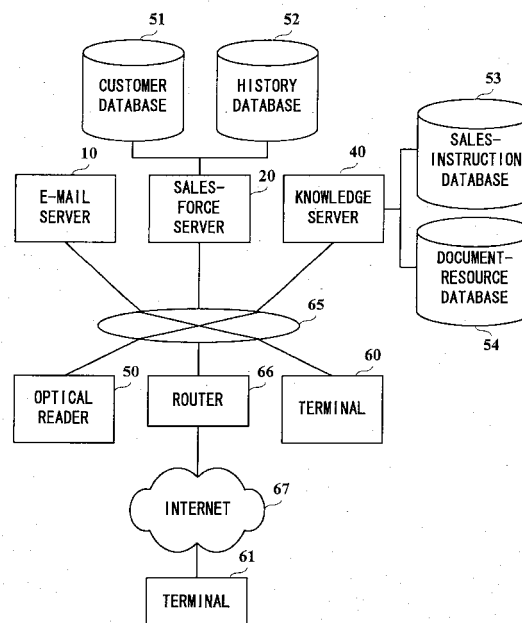 51
52
CUSTOMER
DATABASE
HISTORY
DATABASE
53
SALES-
INSTRUCTION
DATABASE
10
20
40
E-MAIL
SERVER
SALES-
FORCE
SERVER
KNOWLEDGE
SERVER
DOCUMENT-
RESOURCE
DATABASE
54
65
50
66
60
OPTICAL
READER
ROUTER
TERMINAL
INTERNET
67
61
TERMINAL